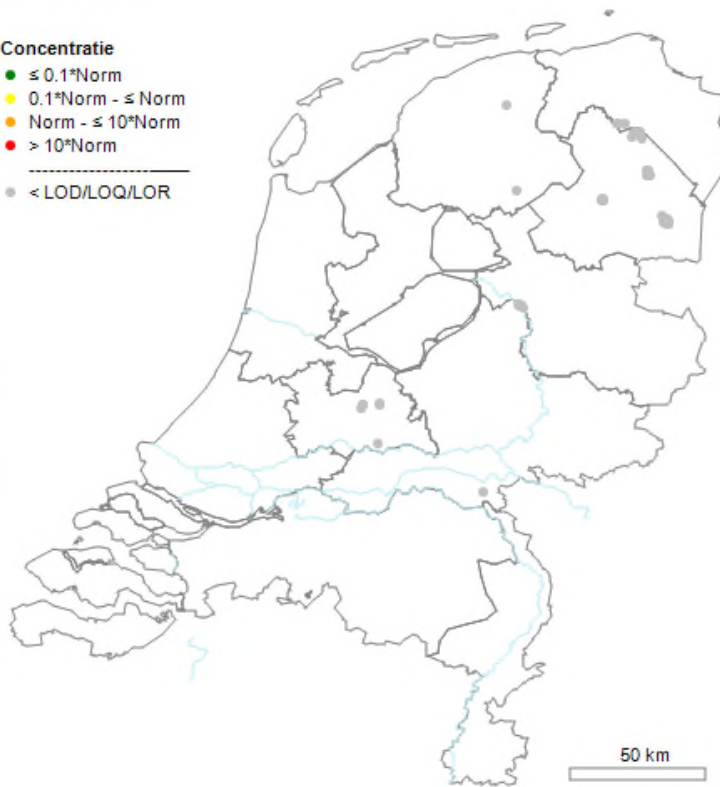 Concentratie
≤ 0.1*Norm
0.1*Norm - ≤ Norm
Norm - ≤ 10*Norm
> 10*Norm
< LOD/LOQ/LOR
50 km